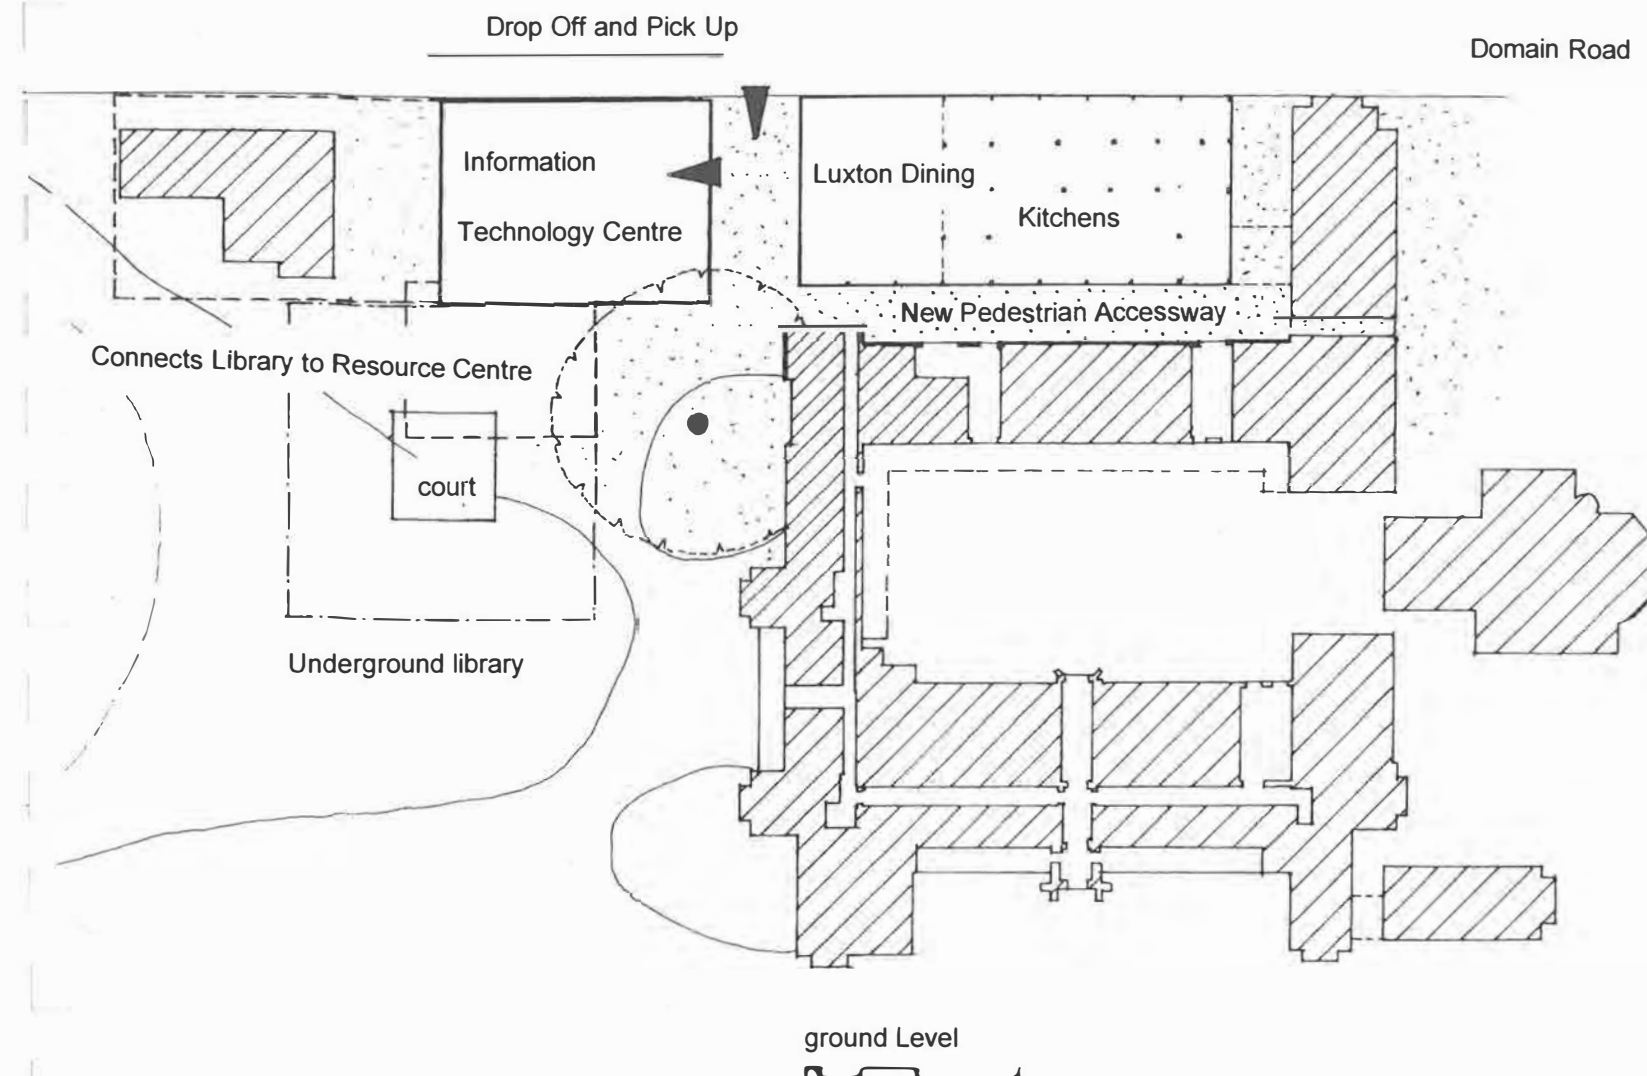 Drop Off and Pick Up
Domain Road
Information
Technology Centre
Luxton Dining
Kitchens
New Pedestrian Accessway
Connects Library to Resource Centre
court
Underground library
ground Level